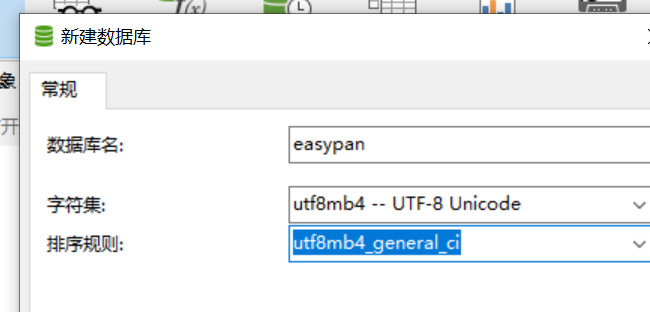 f(x)
新建数据库
象
常规
开
数据库名: easypan
字符集: utf8mb4 -- UTF-8 Unicode
排序规则: utf8mb4_general_ci